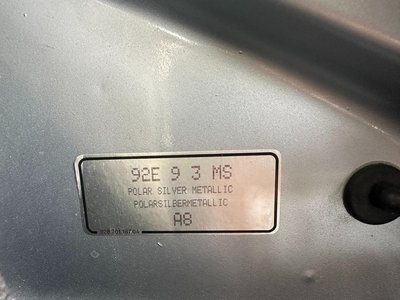 92E 9 3 MS
POLAR SILVER METALLIC
POLARSILBERMETALLIC
A8